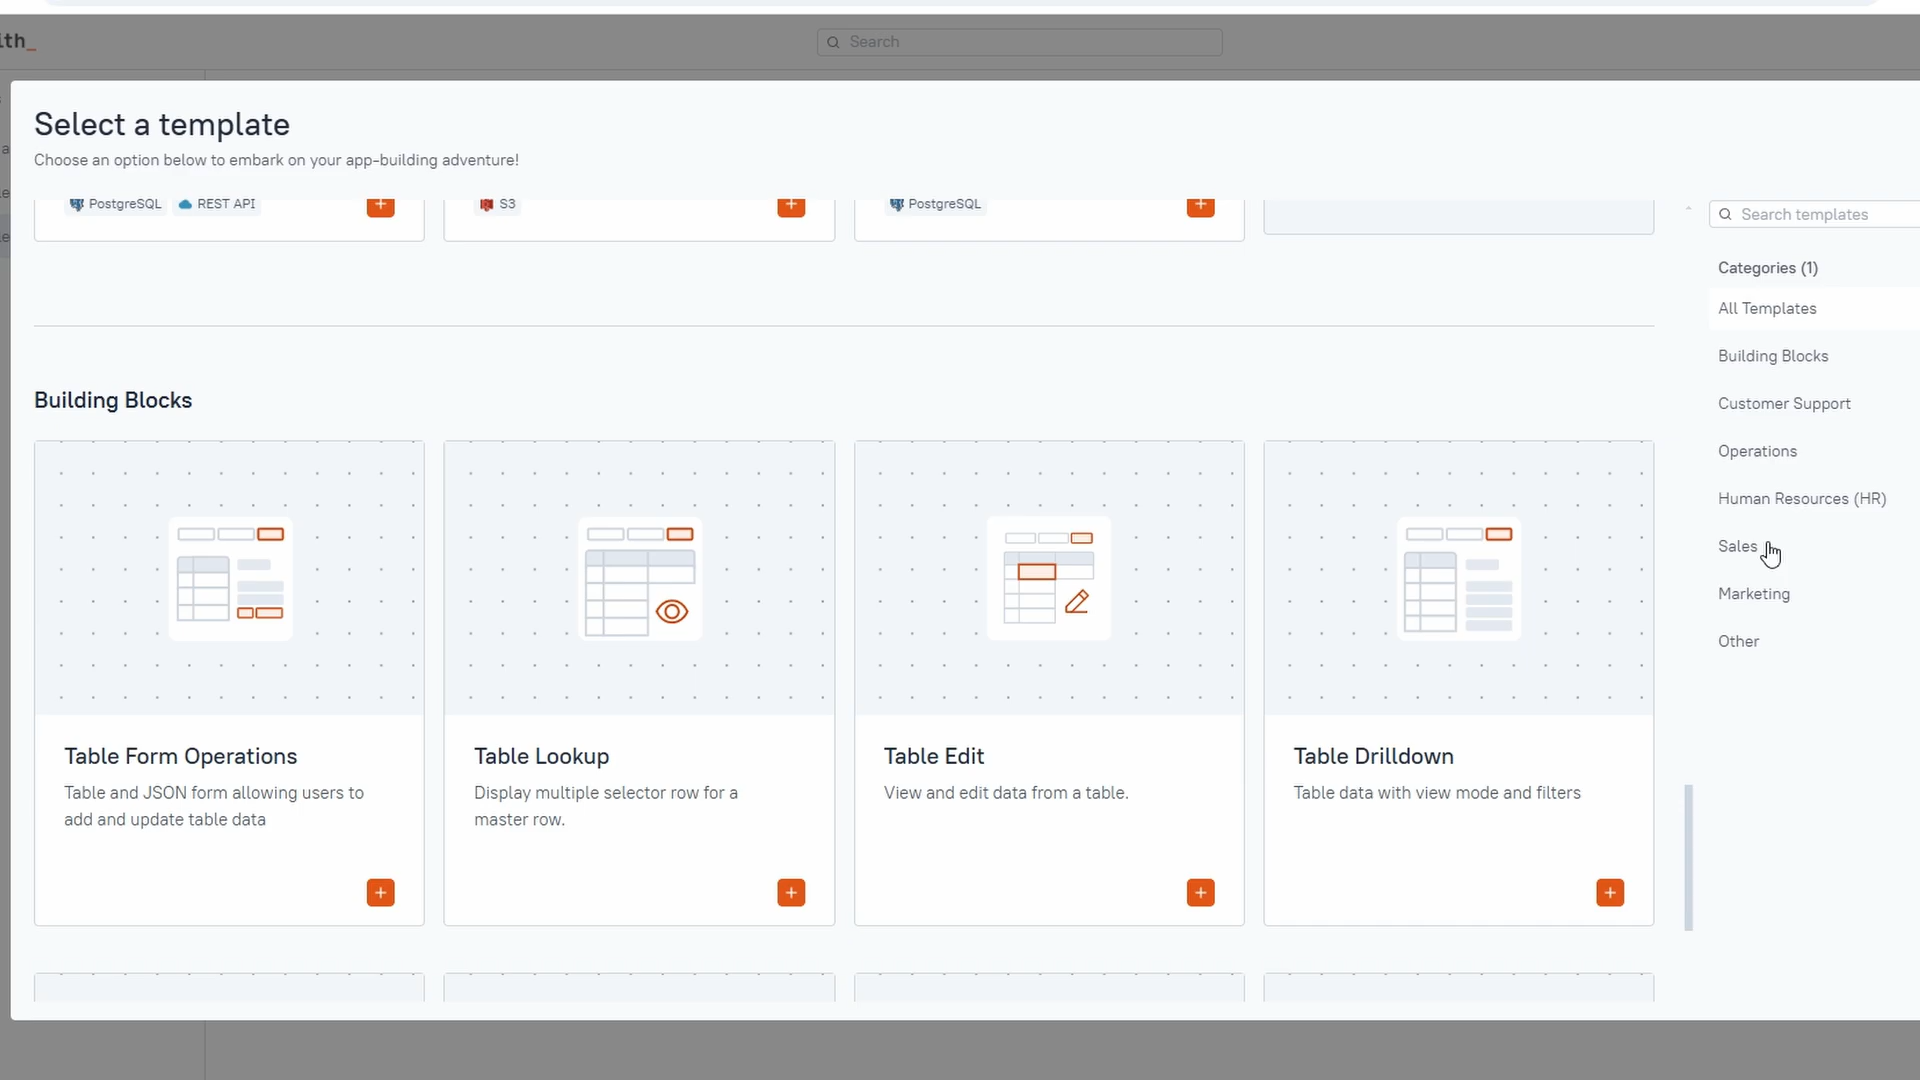 ith_
Search
Select a template
Choose an option below to embark on your app-building adventure!
PostgreSQL REST API
S3
PostgreSQL
Search templates
Categories (1)
All Templates
Building Blocks
Customer Support
Operations
Human Resources (HR)
Sales
Marketing
Other
Building Blocks
Table Form Operations
Table and JSON form allowing users to
add and update table data
Table Lookup
Display multiple selector row for a
master row.
Table Edit
View and edit data from a table.
Table Drilldown
Table data with view mode and filters